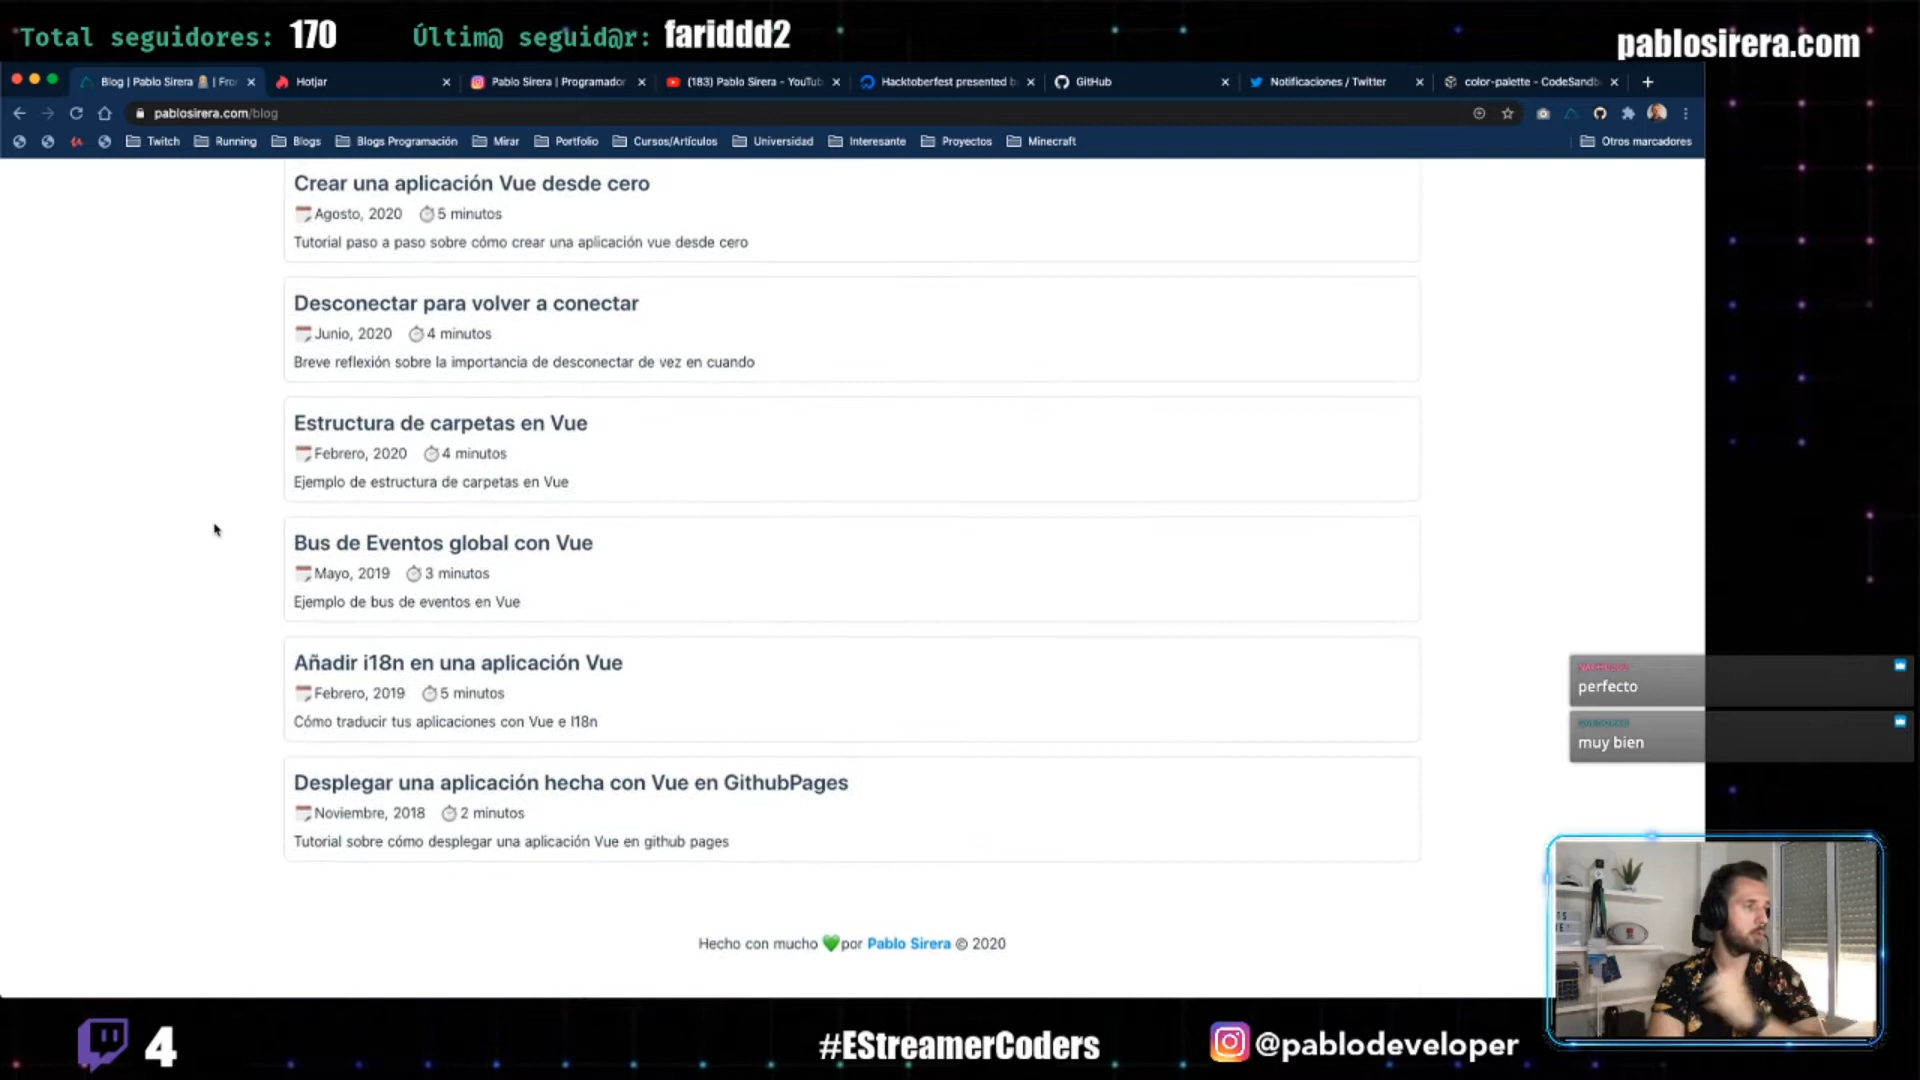 Total seguidores: 170
Últim@ seguid@r: fariddd2
pablosirera.com
Blog | Pablo Sirera | Fro
Hotjar
Pablo Sirera | Programador
(183) Pablo Sirera - YouTub
Hacktoberfest presented b
GitHub
Notificaciones / Twitter
color-palette - CodeSandb
pablosirera.com/blog
Twitch
Running
Blogs
Blogs Programación
Mirar
Portfolio
Cursos/Artículos
Universidad
Interesante
Proyectos
Minecraft
Otros marcadores
Crear una aplicación Vue desde cero
Agosto, 2020 5 minutos
Tutorial paso a paso sobre cómo crear una aplicación vue desde cero
Desconectar para volver a conectar
Junio, 2020 4 minutos
Breve reflexión sobre la importancia de desconectar de vez en cuando
Estructura de carpetas en Vue
Febrero, 2020 4 minutos
Ejemplo de estructura de carpetas en Vue
Bus de Eventos global con Vue
Mayo, 2019 3 minutos
Ejemplo de bus de eventos en Vue
Añadir i18n en una aplicación Vue
Febrero, 2019 5 minutos
Cómo traducir tus aplicaciones con Vue e I18n
Desplegar una aplicación hecha con Vue en GithubPages
Noviembre, 2018 2 minutos
Tutorial sobre cómo desplegar una aplicación Vue en github pages
Hecho con mucho 💚por Pablo Sirera © 2020
perfecto
muy bien
4
#EStreamerCoders
@pablodeveloper